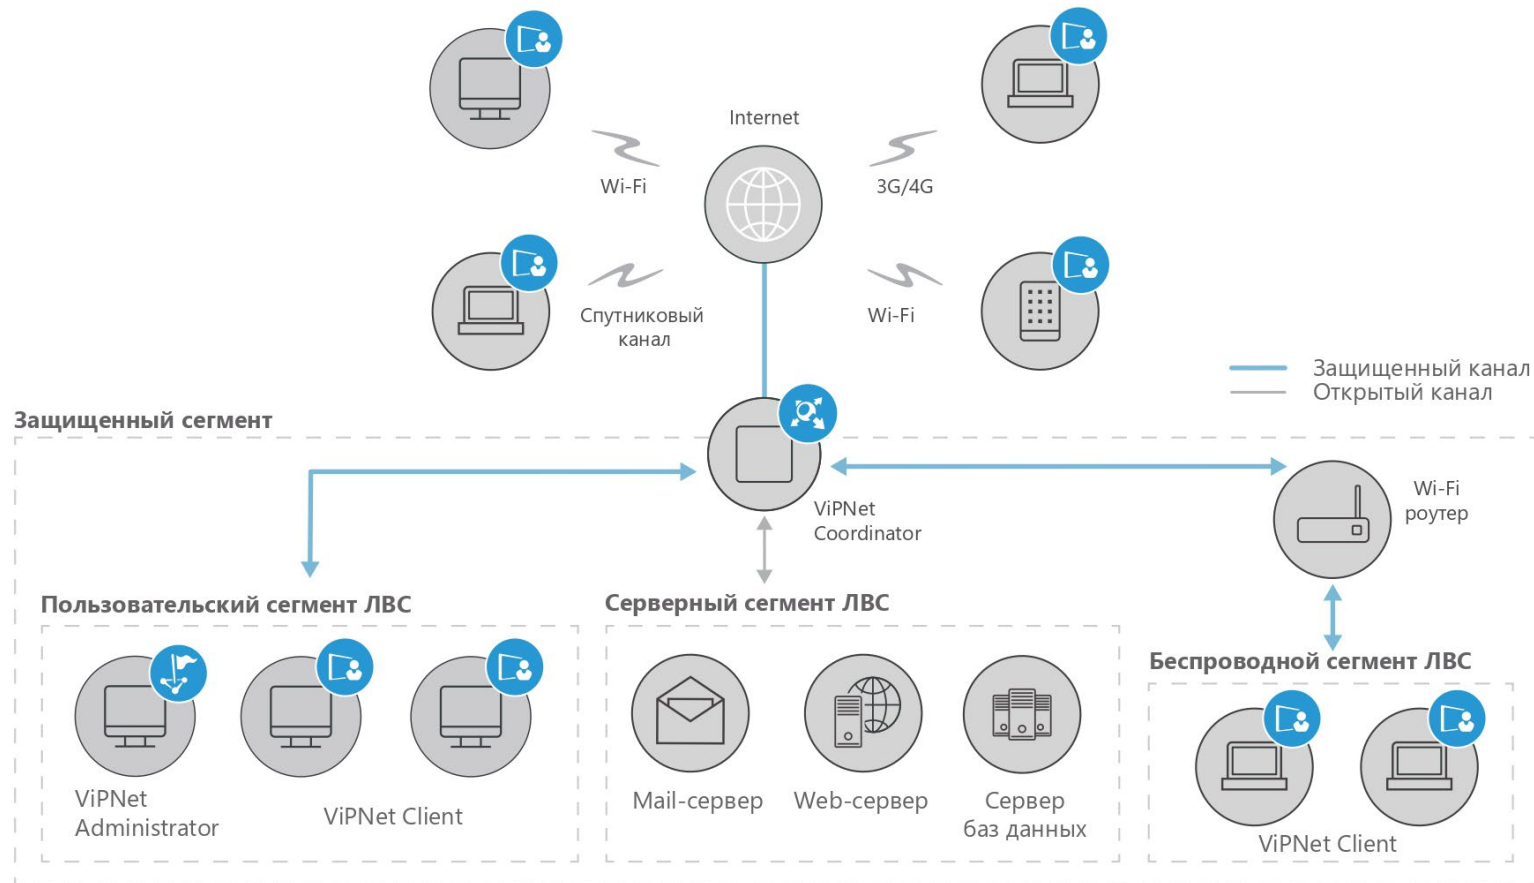 Internet
Wi-Fi
3G/4G
Спутниковый
канал
Wi-Fi
Защищенный канал
Открытый канал
Защищенный сегмент
ViPNet
Coordinator
Wi-Fi
роутер
Пользовательский сегмент ЛВС
Серверный сегмент ЛВС
Беспроводной сегмент ЛВС
ViPNet
Administrator
ViPNet Client
Mail-сервер
Web-сервер
Сервер
баз данных
ViPNet Client